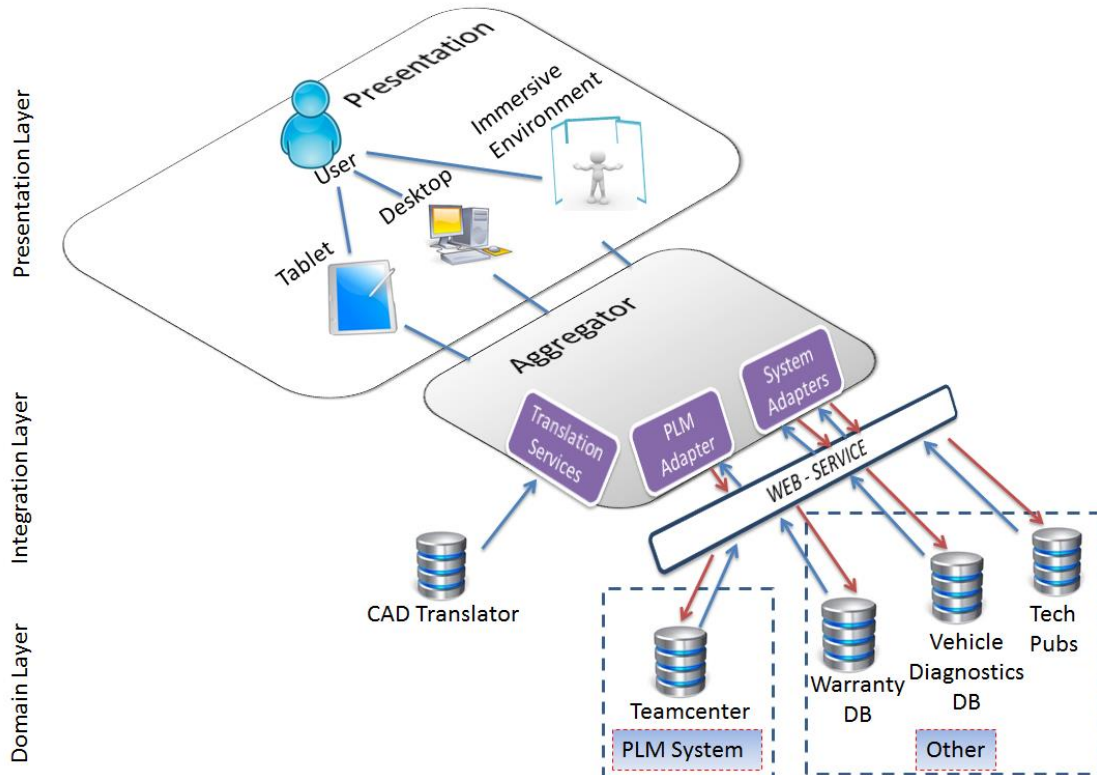 Presentation Layer
Presentation
Immersive
Environment
User
Desktop
Tablet
Integration Layer
Aggregator
System
Adapters
PLM
Adapter
Translation
Services
WEB - SERVICE
Domain Layer
CAD Translator
Teamcenter
PLM System
Warranty
DB
Vehicle
Diagnostics
DB
Tech
Pubs
Other